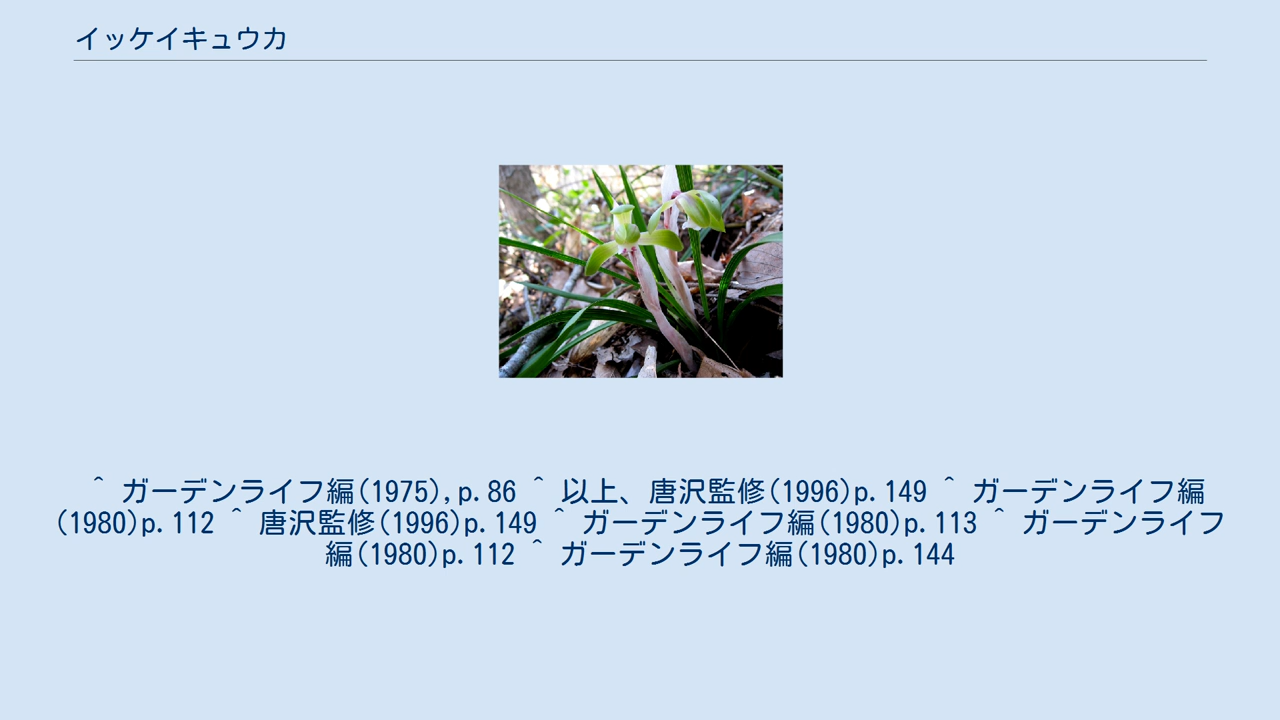 イッケイキュウカ
^ ガーデンライフ編(1975),p.86 ^ 以上、唐沢監修(1996)p.149 ^ ガーデンライフ編
(1980)p.112 ^ 唐沢監修(1996)p.149 ^ ガーデンライフ編(1980)p.113 ^ ガーデンライフ
編(1980)p.112 ^ ガーデンライフ編(1980)p.144